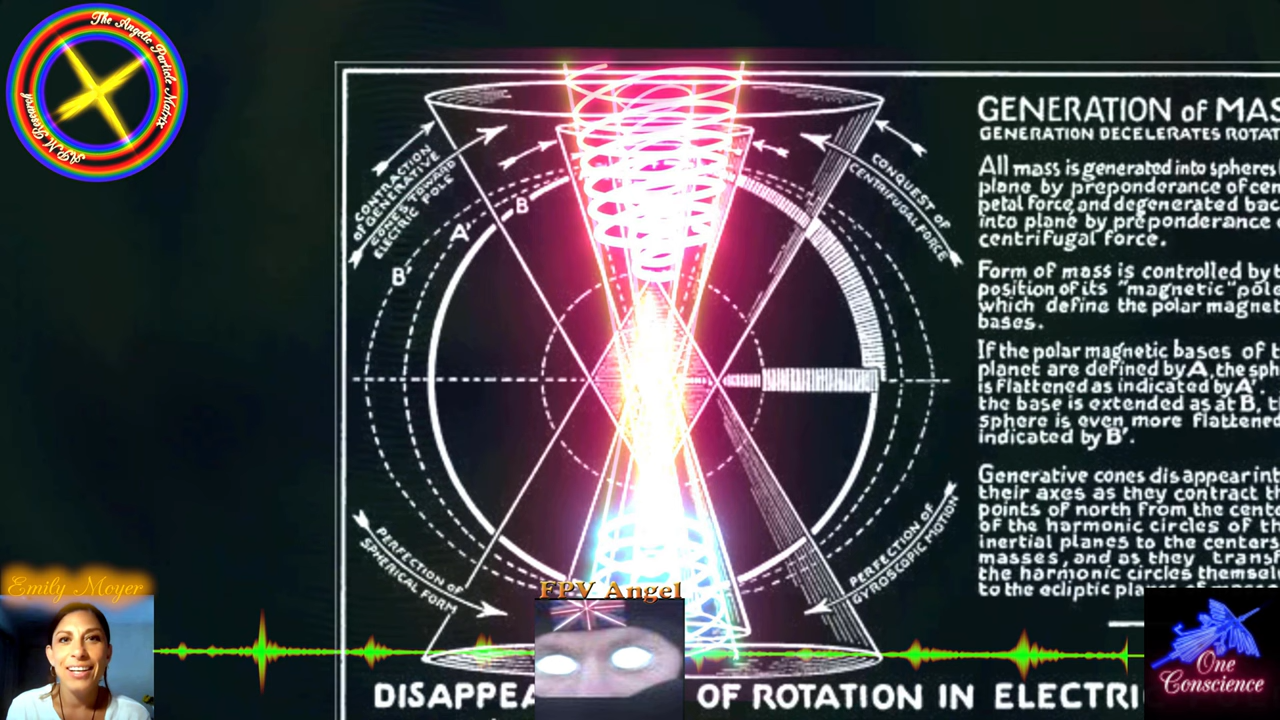 The Angelic Particle Matrix
A.P.M Research
GENERATION of MAS
GENERATION DECELERATES ROTAT
All mass is generated into spheres
plane by preponderance of cen
petal force and degenerated bac
into plane by preponderance
centrifugal force.
Form of mass is controlled by t
position of its "magnetic" pole
which define the polar magnet
bases.
If the polar magnetic bases of t
planet are defined by A, the sph
is flattened as indicated by A'.
the base is extended as at B, t
sphere is even more flattened
indicated by B'.
Generative cones disappear int
their axes as they contract th
points of north from the cente
of the harmonic circles of th
inertial planes to the centers
masses, and as they transf
the harmonic circles themsel
to the ecliptic planes of masse
CONTRACTION
of GENERATIVE
CONES TOWARD
ELECTRIC POLE
CONQUEST OF
CENTRIFUGAL FORCE
B
A'
B'
PERFECTION of
SPHERICAL FORM
PERFECTION OF
GYROSCOPIC MOTION
Emily Moyer
FPV Angel
One
Conscience
DISAPPEA OF ROTATION IN ELECTRI